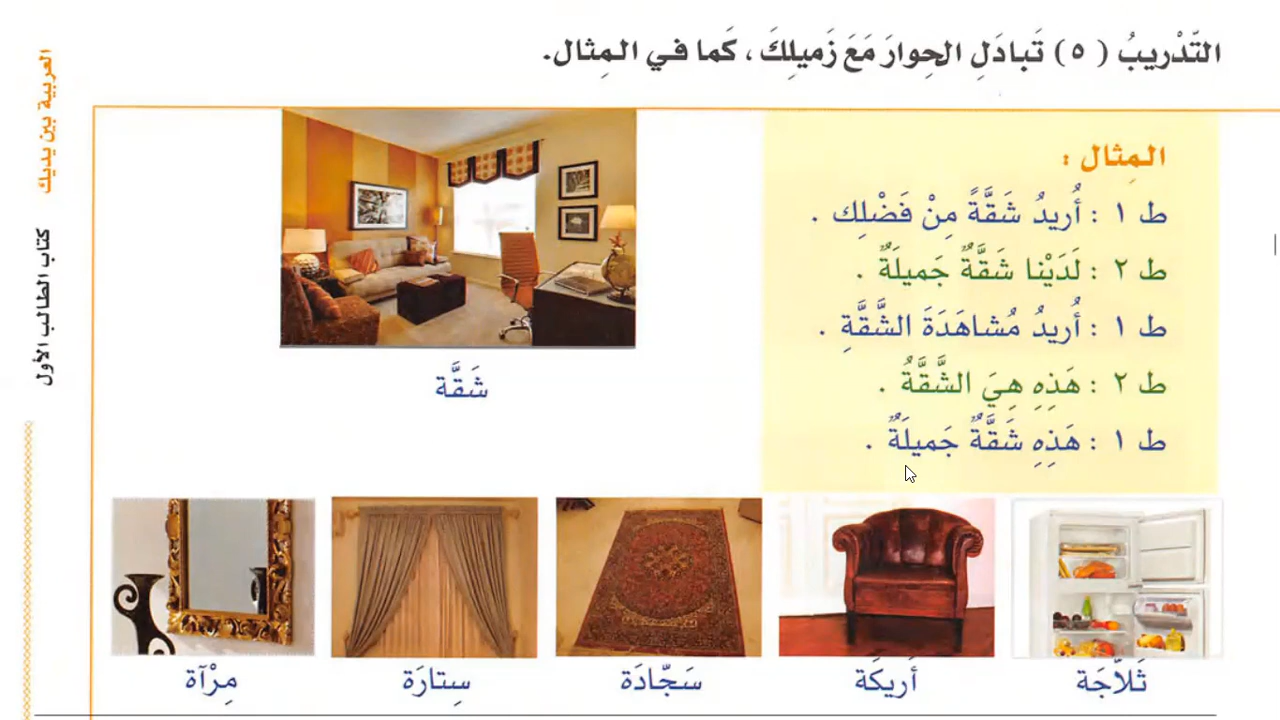 التّدْريبُ ( ٥ ) تَبادَلِ الحِوارَ مَعَ زَميلِكَ ، كَما في المِثال.
المِثال :
ط ١ : أُريدُ شَقَّةً مِنْ فَضْلِك .
ط ٢ : لَدَيْنا شَقَّةٌ جَميلَةٌ .
ط ١ : أُريدُ مُشاهَدَةَ الشَّقَّةِ .
ط ٢ : هَذِهِ هِيَ الشَّقَّةُ .
ط ١ : هَذِهِ شَقَّةٌ جَميلَةٌ .
شَقَّة
ثَلاّجَة
أَريكَة
سَجّادَة
سِتارَة
مِرْآة
العربية بين يديك
كتاب الطالب الأول